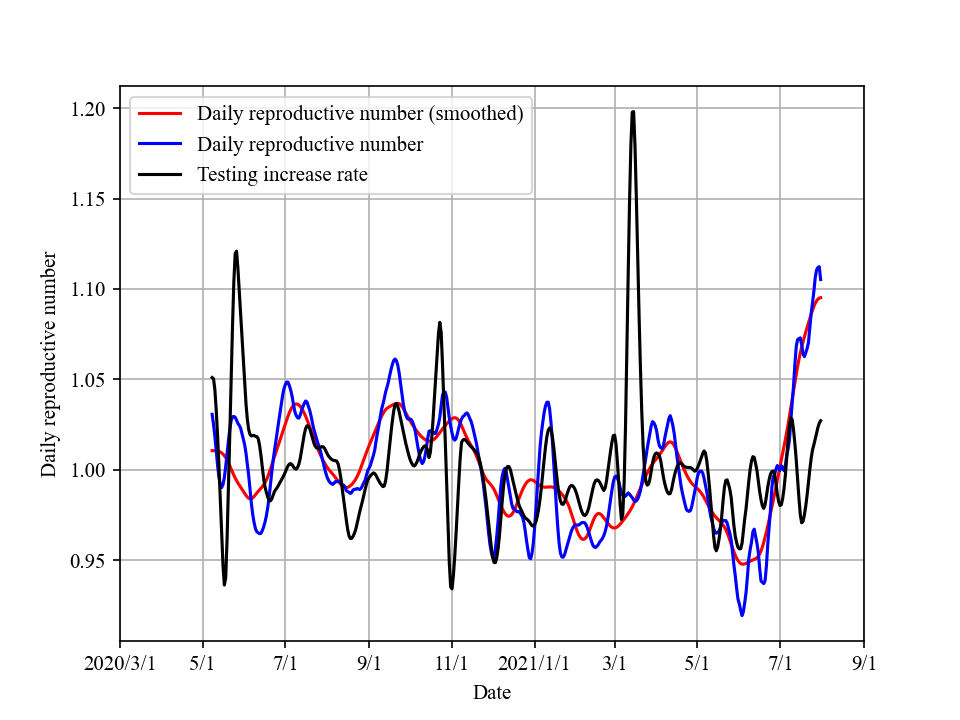 1.20
1.15
1.10
1.05
1.00
0.95
Daily reproductive number
Daily reproductive number (smoothed)
Daily reproductive number
Testing increase rate
2020/3/1 5/1 7/1 9/1 11/1 2021/1/1 3/1 5/1 7/1 9/1
Date